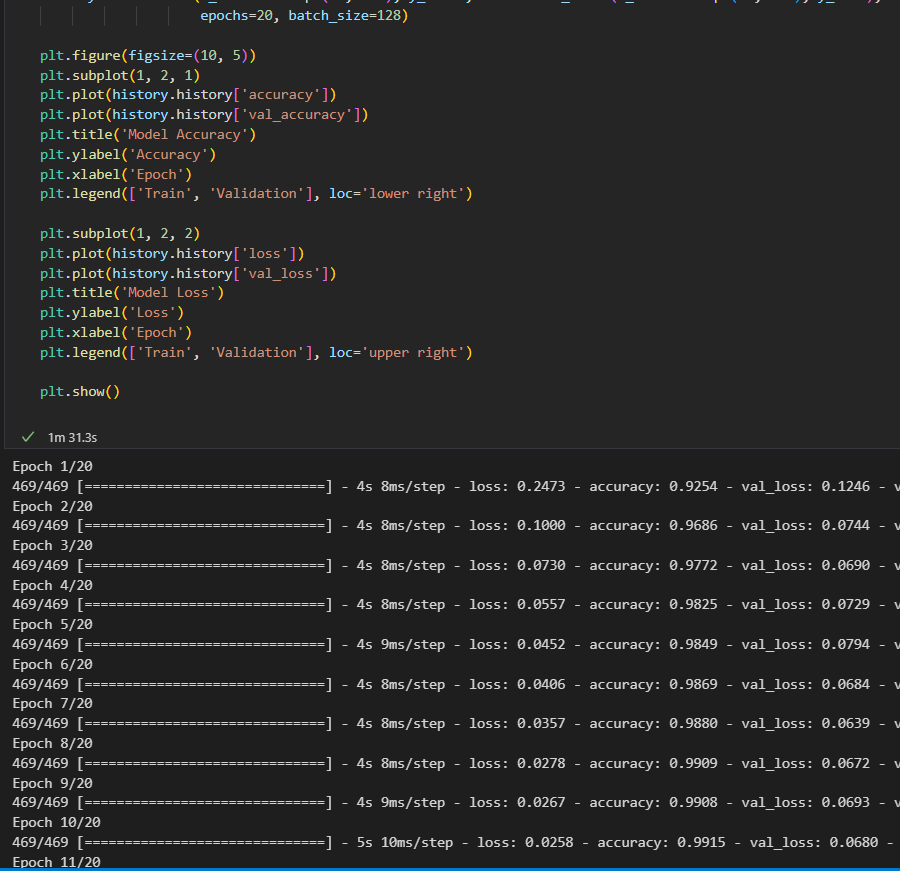 epochs=20, batch_size=128)
plt.figure(figsize=(10, 5))
plt.subplot(1, 2, 1)
plt.plot(history.history['accuracy'])
plt.plot(history.history['val_accuracy'])
plt.title('Model Accuracy')
plt.ylabel('Accuracy')
plt.xlabel('Epoch')
plt.legend(['Train', 'Validation'], loc='lower right')
plt.subplot(1, 2, 2)
plt.plot(history.history['loss'])
plt.plot(history.history['val_loss'])
plt.title('Model Loss')
plt.ylabel('Loss')
plt.xlabel('Epoch')
plt.legend(['Train', 'Validation'], loc='upper right')
plt.show()
1m 31.3s
Epoch 1/20
469/469 [==============================] - 4s 8ms/step - loss: 0.2473 - accuracy: 0.9254 - val_loss: 0.1246 - v
Epoch 2/20
469/469 [==============================] - 4s 8ms/step - loss: 0.1000 - accuracy: 0.9686 - val_loss: 0.0744 - v
Epoch 3/20
469/469 [==============================] - 4s 8ms/step - loss: 0.0730 - accuracy: 0.9772 - val_loss: 0.0690 - v
Epoch 4/20
469/469 [==============================] - 4s 8ms/step - loss: 0.0557 - accuracy: 0.9825 - val_loss: 0.0729 - v
Epoch 5/20
469/469 [==============================] - 4s 9ms/step - loss: 0.0452 - accuracy: 0.9849 - val_loss: 0.0794 - v
Epoch 6/20
469/469 [==============================] - 4s 8ms/step - loss: 0.0406 - accuracy: 0.9869 - val_loss: 0.0684 - v
Epoch 7/20
469/469 [==============================] - 4s 8ms/step - loss: 0.0357 - accuracy: 0.9880 - val_loss: 0.0639 - v
Epoch 8/20
469/469 [==============================] - 4s 8ms/step - loss: 0.0278 - accuracy: 0.9909 - val_loss: 0.0672 - v
Epoch 9/20
469/469 [==============================] - 4s 9ms/step - loss: 0.0267 - accuracy: 0.9908 - val_loss: 0.0693 - v
Epoch 10/20
469/469 [==============================] - 5s 10ms/step - loss: 0.0258 - accuracy: 0.9915 - val_loss: 0.0680 -
Epoch 11/20